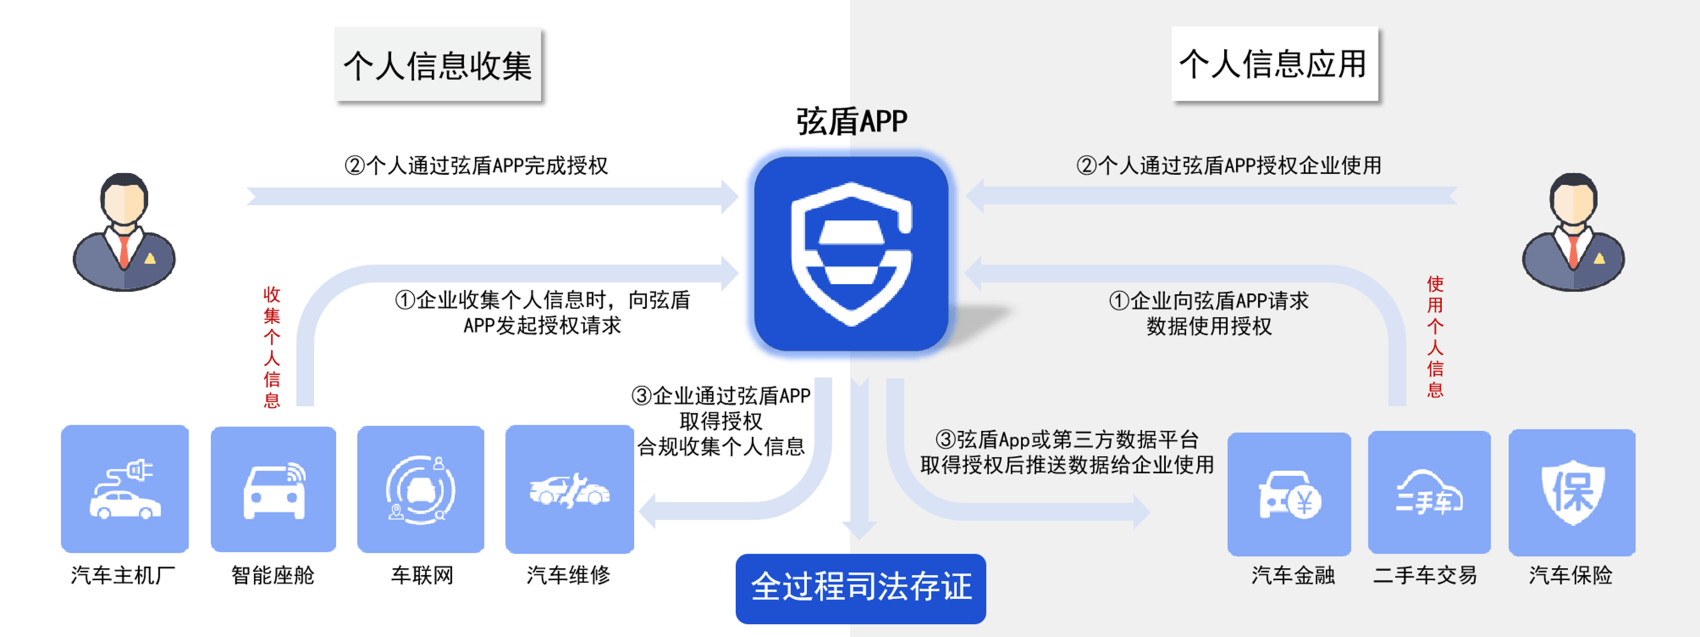 个人信息收集
个人信息应用
弦盾APP
②个人通过弦盾APP完成授权
②个人通过弦盾APP授权企业使用
收集个人信息
①企业收集个人信息时，向弦盾
APP发起授权请求
①企业向弦盾APP请求
数据使用授权
使用个人信息
③企业通过弦盾APP
取得授权
合规收集个人信息
③弦盾App或第三方数据平台
取得授权后推送数据给企业使用
¥
二手车
保
汽车主机厂
智能座舱
车联网
汽车维修
全过程司法存证
汽车金融
二手车交易
汽车保险